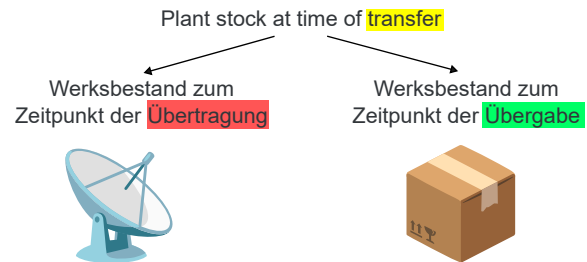 Plant stock at time of transfer
Werksbestand zum
Zeitpunkt der Übertragung
Werksbestand zum
Zeitpunkt der Übergabe